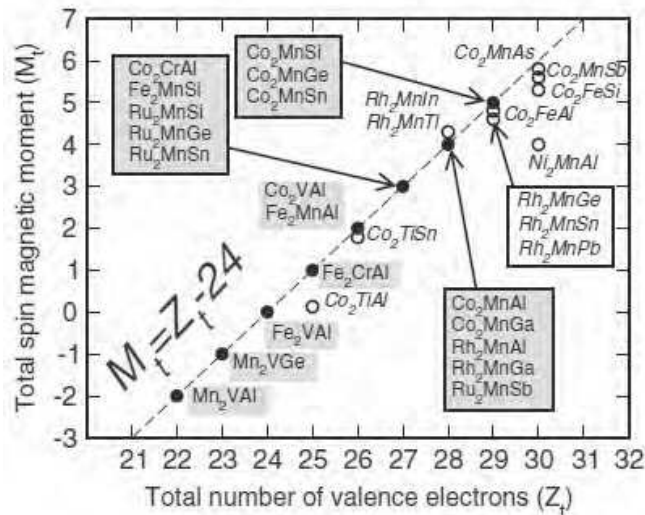 7
6
5
4
3
2
1
0
-1
-2
-3
Total spin magnetic moment (Mₜ)
Co₂CrAl
Fe₂MnSi
Ru₂MnSi
Ru₂MnGe
Ru₂MnSn
Co₂MnSi
Co₂MnGe
Co₂MnSn
Co₂MnAs
Co₂MnSb
Co₂FeSi
Rh₂MnIn
Rh₂MnTl
Co₂FeAl
Ni₂MnAl
Rh₂MnGe
Rh₂MnSn
Rh₂MnPb
Co₂VAl
Fe₂MnAl
Co₂TiSn
Fe₂CrAl
Co₂TiAl
Fe₂VAl
Mn₂VGe
Mn₂VAl
Co₂MnAl
Co₂MnGa
Rh₂MnAl
Rh₂MnGa
Ru₂MnSb
Mₜ=Zₜ-24
21 22 23 24 25 26 27 28 29 30 31 32
Total number of valence electrons (Zₜ)